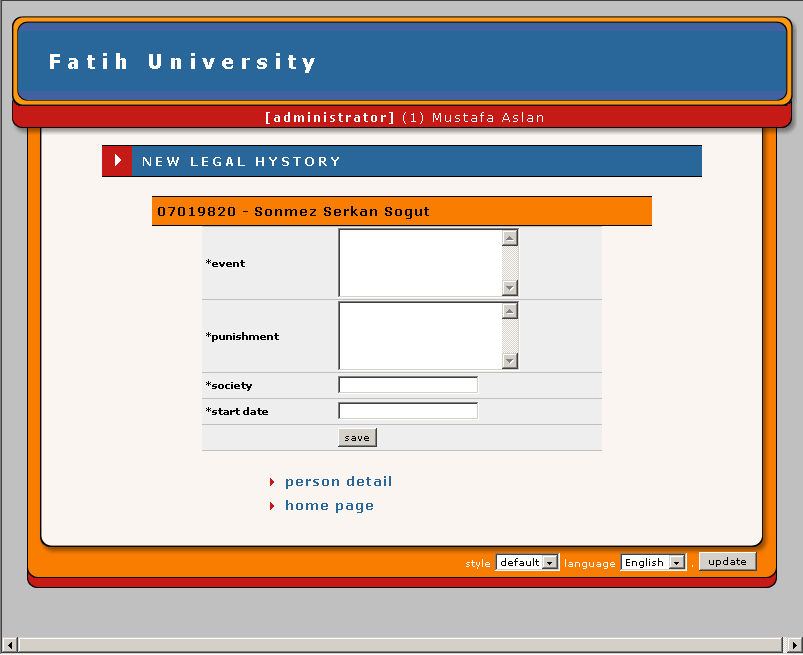 Fatih University
[administrator] (1) Mustafa Aslan
NEW LEGAL HYSTORY
07019820 - Sonmez Serkan Sogut
*event
*punishment
*society
*start date
save
person detail
home page
style default language English . update